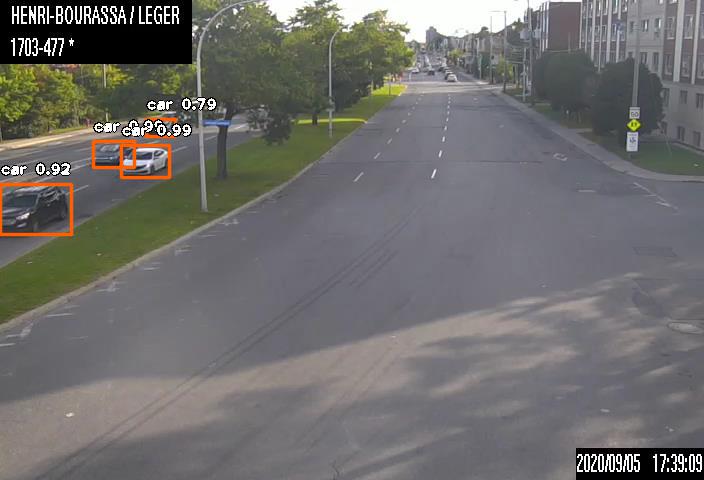 HENRI-BOURASSA / LEGER
1703-477 *
car 0.79
car 0.99
car 0.92
2020/09/05 17:39:09